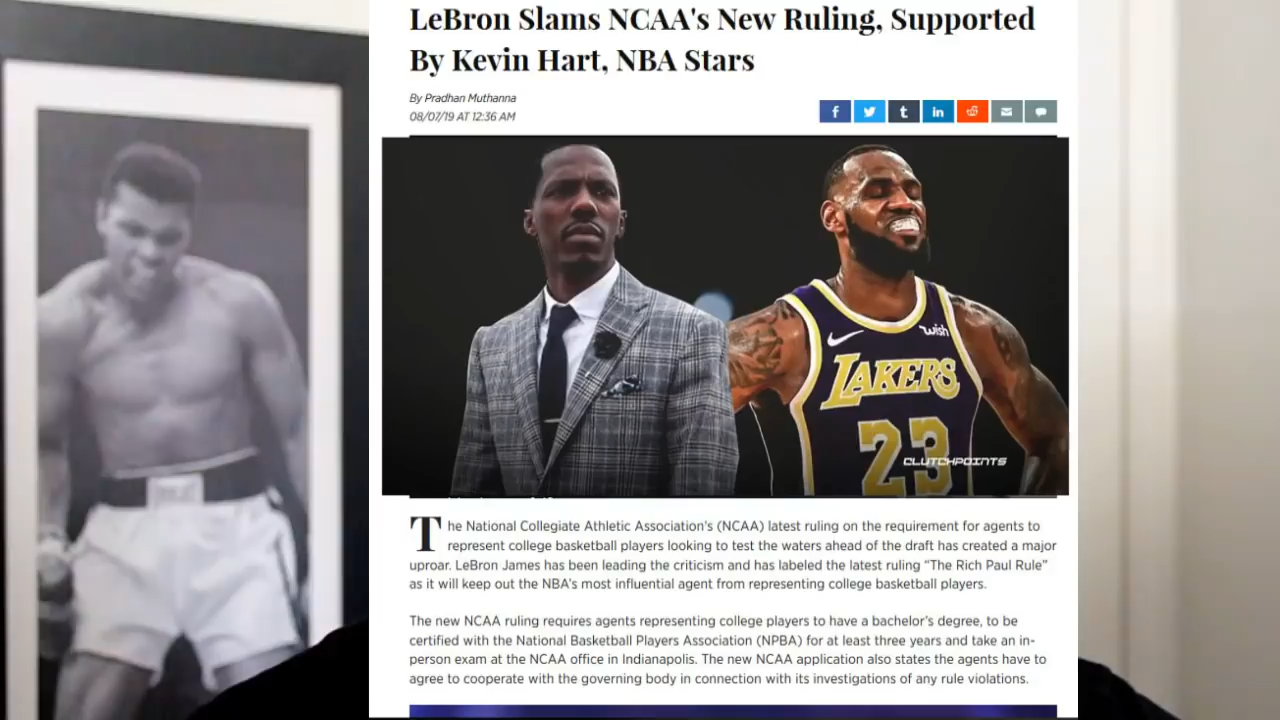 LeBron Slams NCAA's New Ruling, Supported
By Kevin Hart, NBA Stars
By Pradhan Muthanna
08/07/19 AT 12:36 AM
wish
LAKERS
23
CLUTCHPOINTS
The National Collegiate Athletic Association's (NCAA) latest ruling on the requirement for agents to
represent college basketball players looking to test the waters ahead of the draft has created a major
uproar. LeBron James has been leading the criticism and has labeled the latest ruling “The Rich Paul Rule”
as it will keep out the NBA’s most influential agent from representing college basketball players.
The new NCAA ruling requires agents representing college players to have a bachelor’s degree, to be
certified with the National Basketball Players Association (NPBA) for at least three years and take an in-
person exam at the NCAA office in Indianapolis. The new NCAA application also states the agents have to
agree to cooperate with the governing body in connection with its investigations of any rule violations.